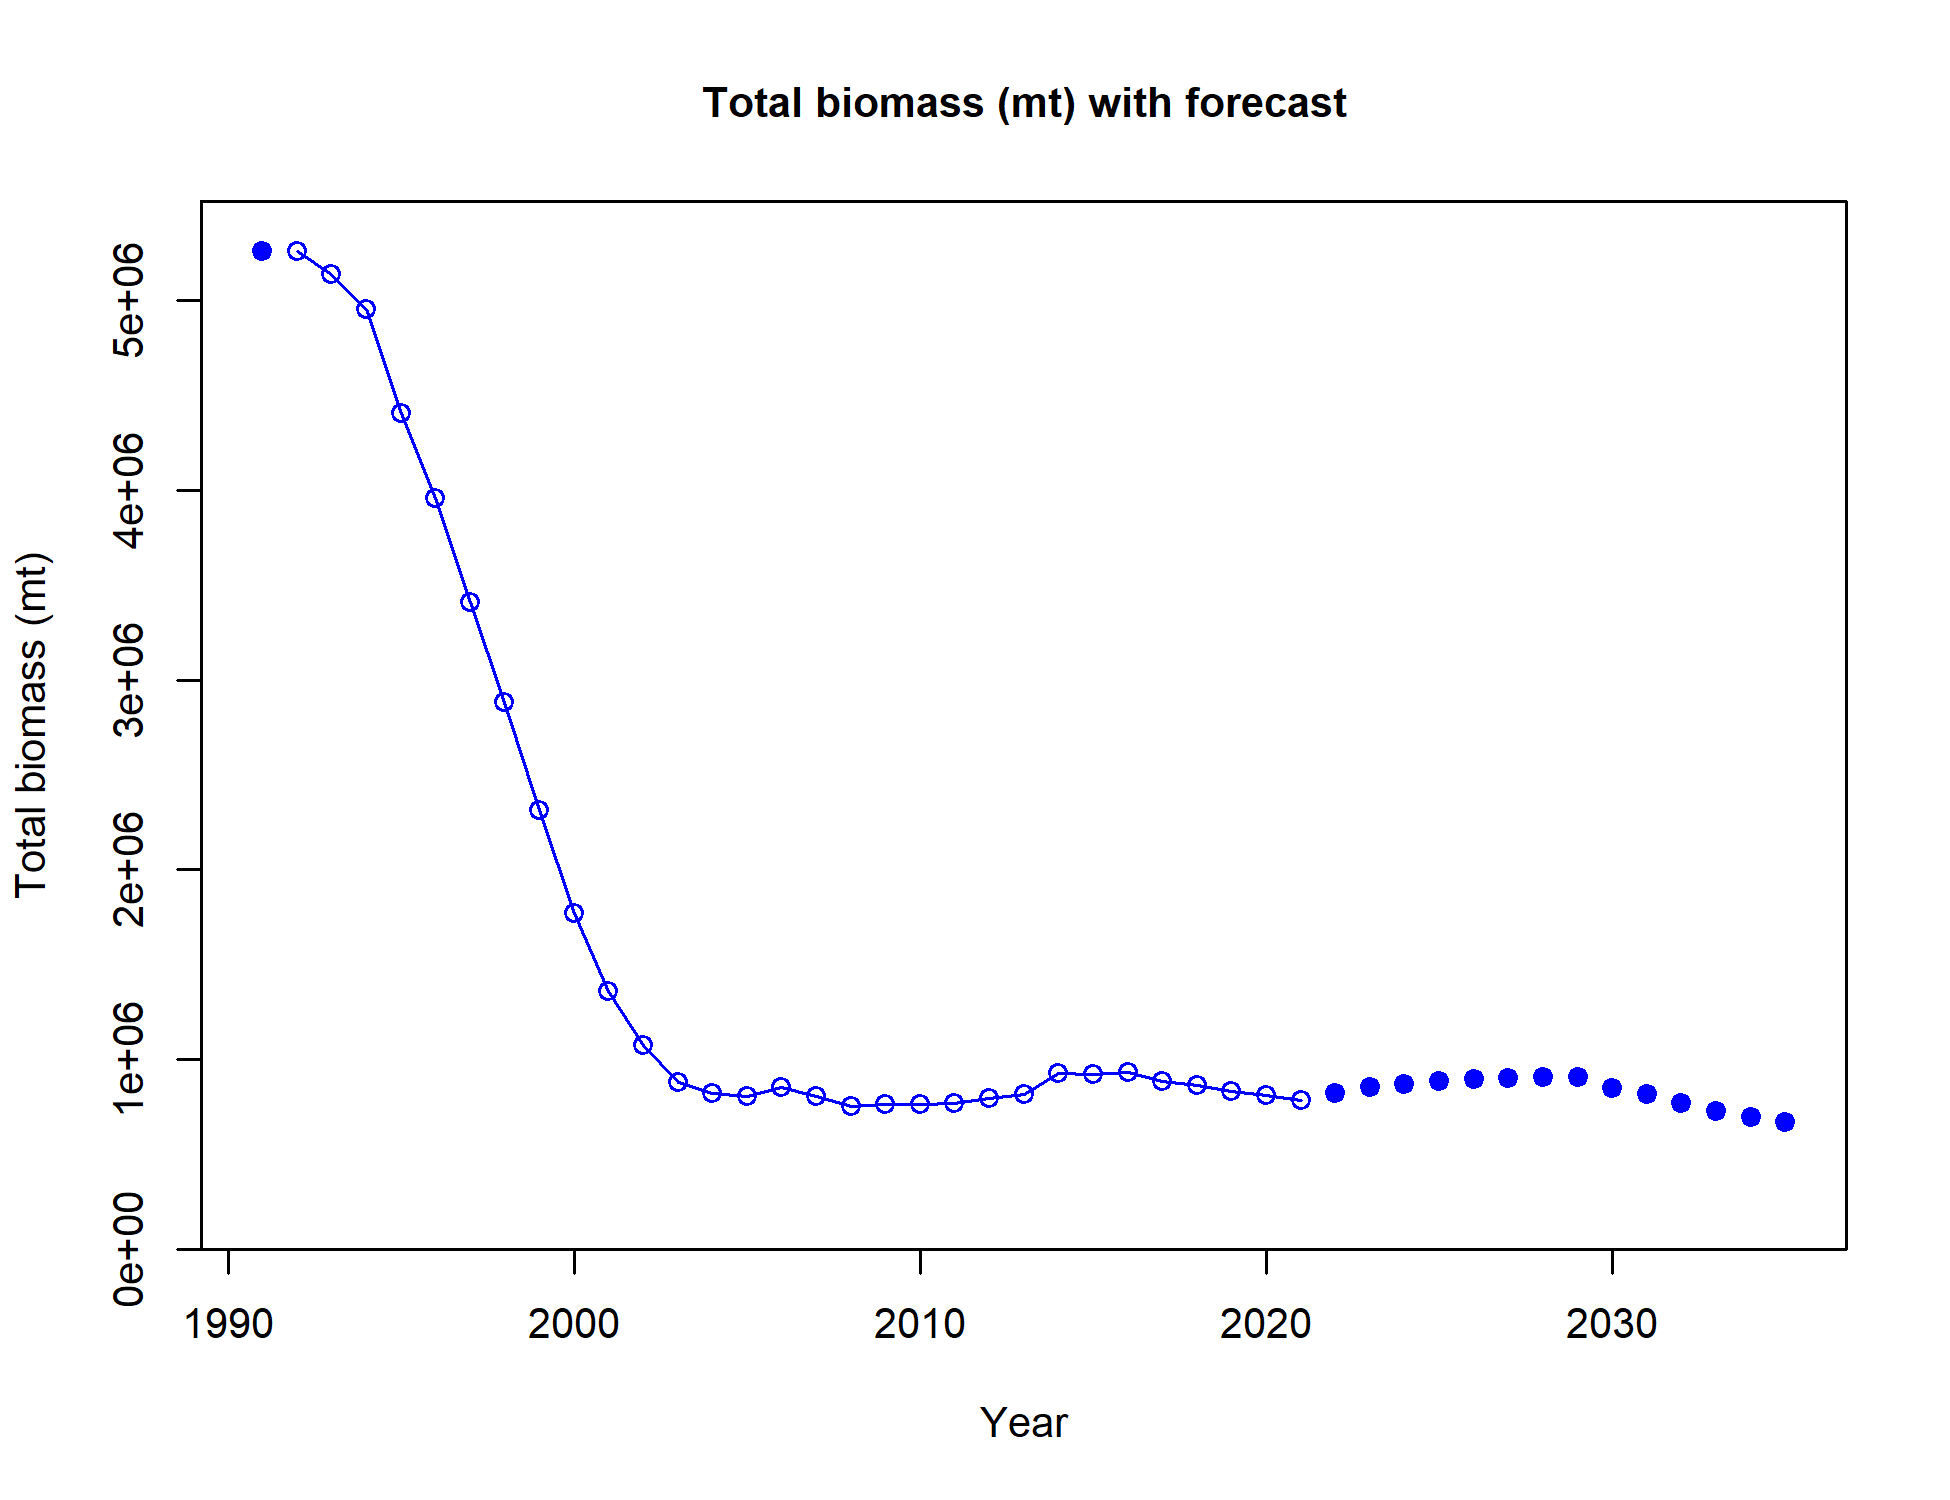 Total biomass (mt) with forecast
Total biomass (mt)
5e+06
4e+06
3e+06
2e+06
1e+06
0e+00
1990 2000 2010 2020 2030
Year